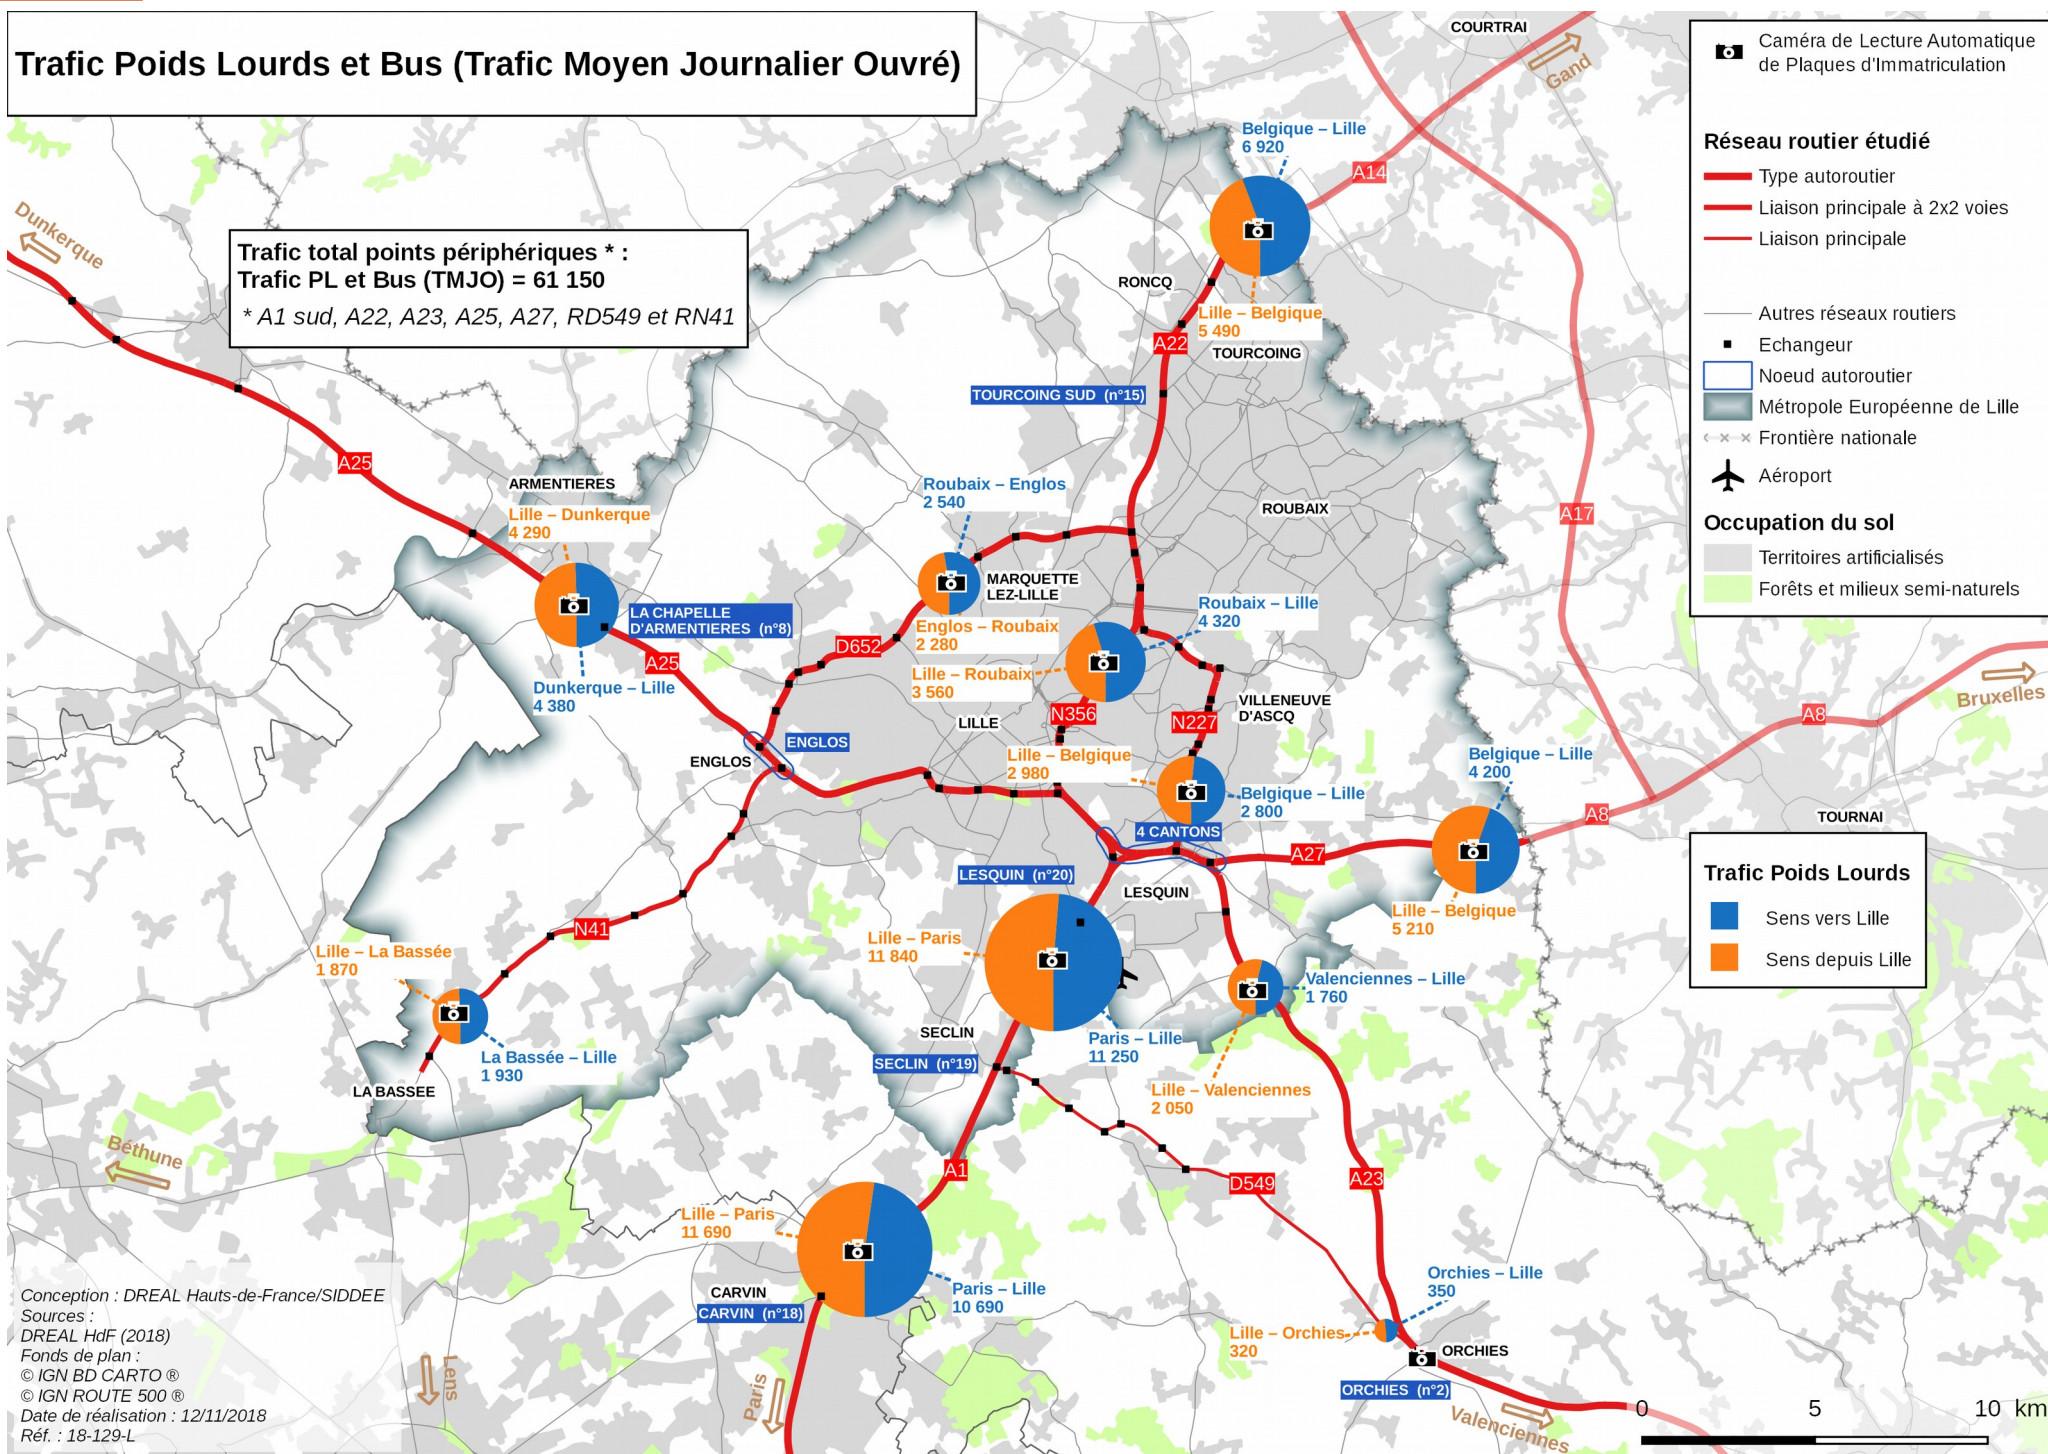 Trafic Poids Lourds et Bus (Trafic Moyen Journalier Ouvré)
COURTRAI
Gand
Caméra de Lecture Automatique
de Plaques d'Immatriculation
Réseau routier étudié
Type autoroutier
Liaison principale à 2x2 voies
Liaison principale
Autres réseaux routiers
Echangeur
Noeud autoroutier
Métropole Européenne de Lille
Frontière nationale
Aéroport
Occupation du sol
Territoires artificialisés
Forêts et milieux semi-naturels
Dunkerque
Trafic total points périphériques * :
Trafic PL et Bus (TMJO) = 61 150
* A1 sud, A22, A23, A25, A27, RD549 et RN41
Belgique – Lille
6 920
A14
RONCQ
Lille – Belgique
5 490
A22
TOURCOING
TOURCOING SUD (n°15)
A25
ARMENTIERES
Lille – Dunkerque
4 290
Roubaix – Englos
2 540
ROUBAIX
A17
MARQUETTE
LEZ-LILLE
LA CHAPELLE
D'ARMENTIERES (n°8)
Englos – Roubaix
2 280
Roubaix – Lille
4 320
D652
A25
Lille – Roubaix
3 560
Dunkerque – Lille
4 380
N356
N227
VILLENEUVE
D'ASCQ
LILLE
Bruxelles
A8
ENGLOS
ENGLOS
Lille – Belgique
2 980
Belgique – Lille
2 800
Belgique – Lille
4 200
A8
TOURNAI
4 CANTONS
A27
LESQUIN (n°20)
LESQUIN
Lille – Belgique
5 210
Trafic Poids Lourds
Sens vers Lille
Sens depuis Lille
N41
Lille – La Bassée
1 870
Lille – Paris
11 840
Valenciennes – Lille
1 760
La Bassée – Lille
1 930
LA BASSEE
SECLIN
SECLIN (n°19)
Paris – Lille
11 250
Lille – Valenciennes
2 050
Béthune
A1
D549
A23
Lille – Paris
11 690
Paris – Lille
10 690
CARVIN
CARVIN (n°18)
Orchies – Lille
350
Lille – Orchies
320
ORCHIES
ORCHIES (n°2)
Lens
Paris
Valenciennes
Conception : DREAL Hauts-de-France/SIDDEE
Sources :
DREAL HdF (2018)
Fonds de plan :
© IGN BD CARTO ®
© IGN ROUTE 500 ®
Date de réalisation : 12/11/2018
Réf. : 18-129-L
0 5 10 km